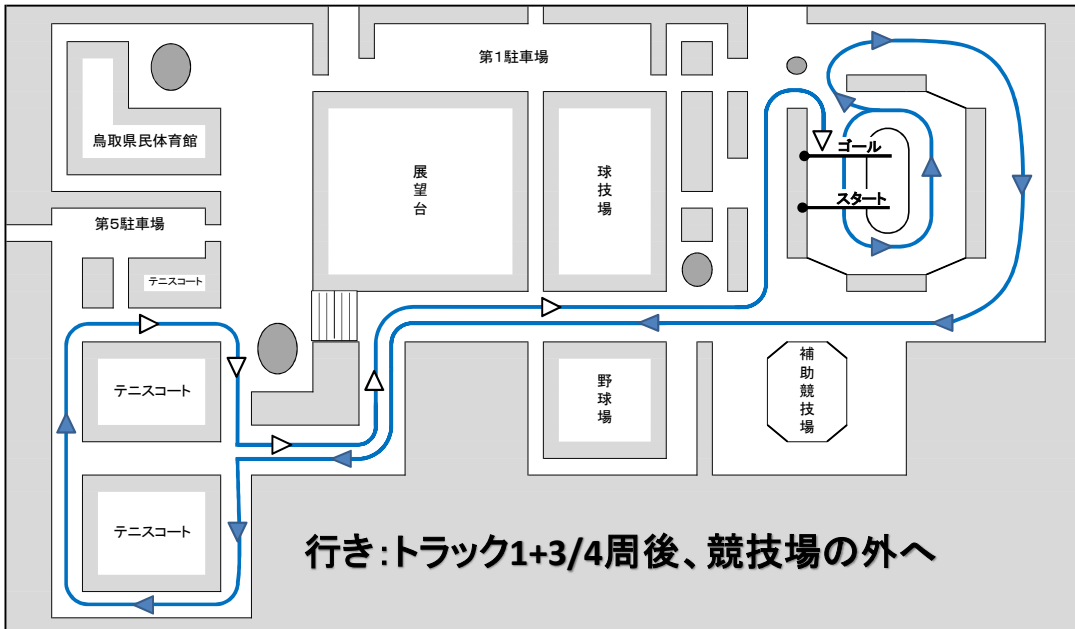 第1駐車場
鳥取県民体育館
展望台
球技場
ゴール
スタート
第5駐車場
テニスコート
テニスコート
野球場
補助競技場
テニスコート
行き:トラック1+3/4周後、競技場の外へ